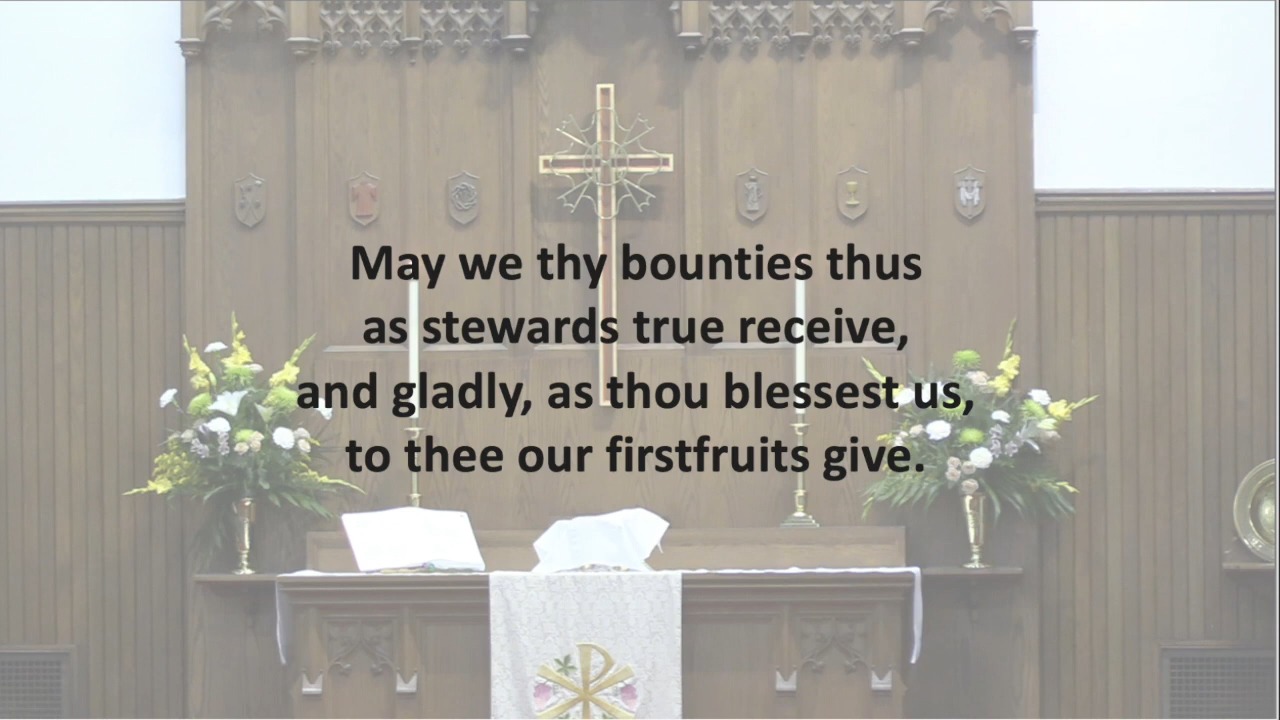 May we thy bounties thus
as stewards true receive,
and gladly, as thou blessest us,
to thee our firstfruits give.